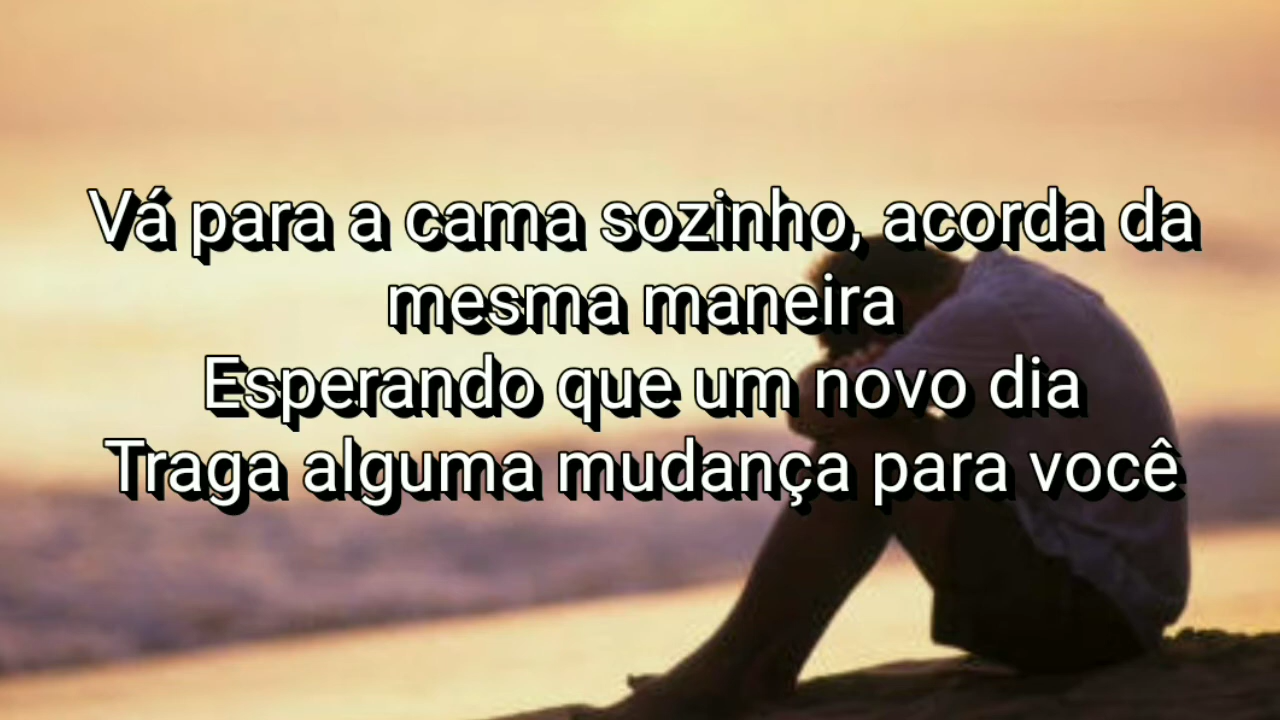 Vá para a cama sozinho, acorda da
mesma maneira
Esperando que um novo dia
Traga alguma mudança para você